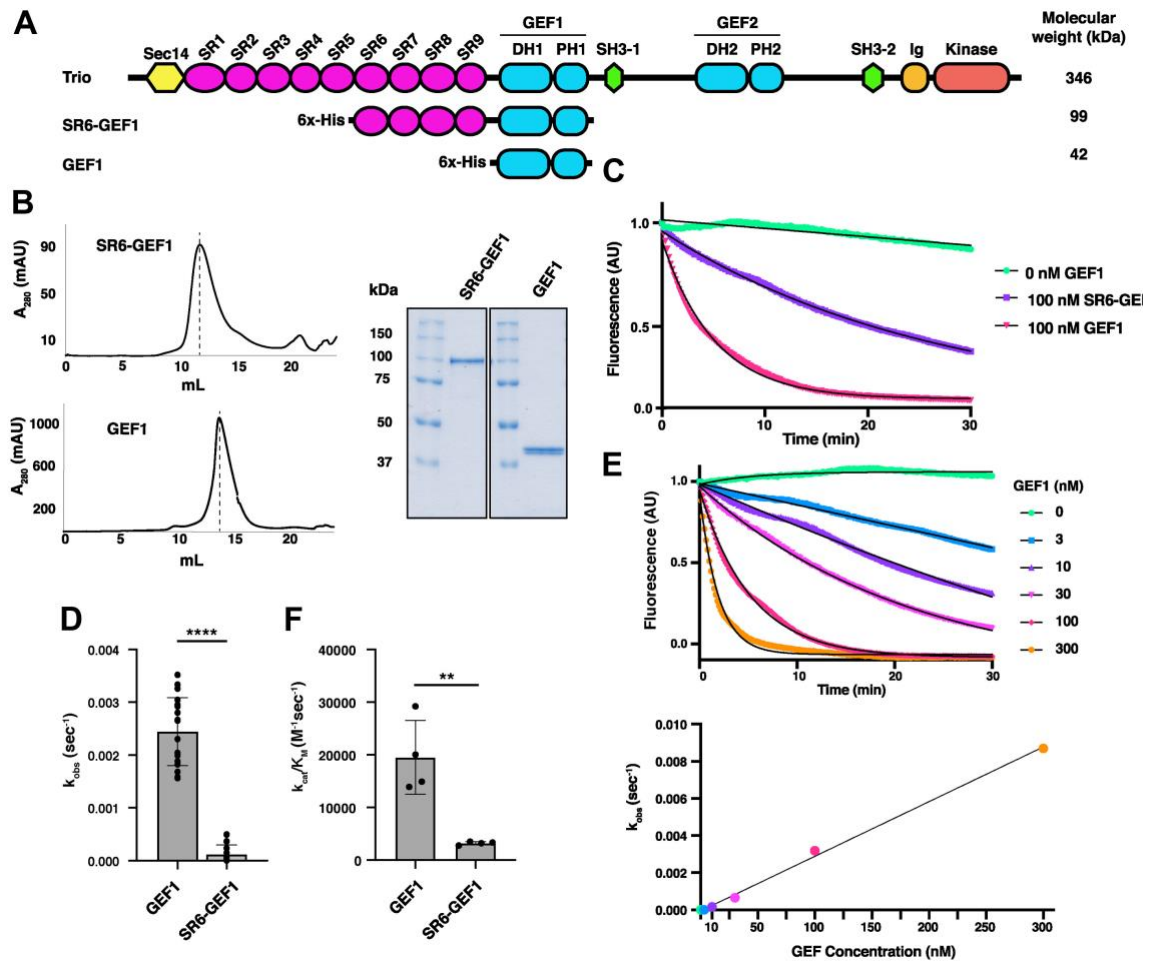 A
Sec14 SR1 SR2 SR3 SR4 SR5 SR6 SR7 SR8 SR9 GEF1 DH1 PH1 SH3-1 GEF2 DH2 PH2 SH3-2 Ig Kinase
Molecular
weight (kDa)
Trio 346
SR6-GEF1 6x-His 99
GEF1 6x-His 42
B
SR6-GEF1
A280 (mAU)
90
50
10
0 5 10 15 20
mL
GEF1
A280 (mAU)
1000
600
200
0 5 10 15 20
mL
kDa SR6-GEF1 GEF1
150
100
75
50
37
C
Fluorescence (AU)
1.0
0.5
0.0
0 10 20 30
Time (min)
0 nM GEF1
100 nM SR6-GEI
100 nM GEF1
D
kobs (sec-1)
****
0.004
0.003
0.002
0.001
0.000
GEF1 SR6-GEF1
F
kcat/KM (M-1sec-1)
**
40000
30000
20000
10000
0
GEF1 SR6-GEF1
E
Fluorescence (AU)
1.0
0.5
0.0
0 10 20 30
Time (min)
GEF1 (nM)
0
3
10
30
100
300
kobs (sec-1)
0.010
0.008
0.006
0.004
0.002
0.000
10 50 100 150 200 250 300
GEF Concentration (nM)